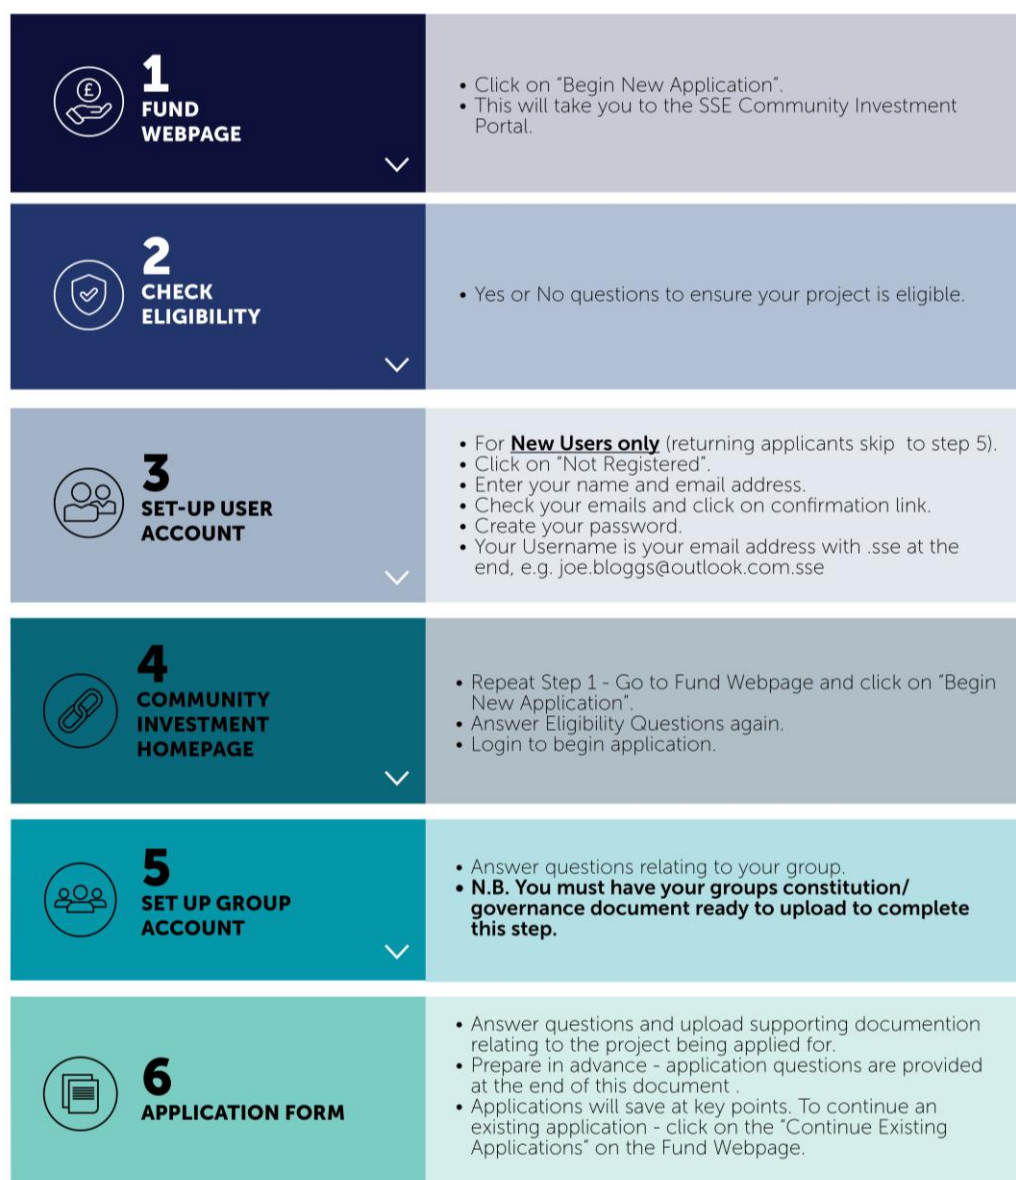 1
FUND
WEBPAGE
• Click on "Begin New Application".
• This will take you to the SSE Community Investment
Portal.
2
CHECK
ELIGIBILITY
• Yes or No questions to ensure your project is eligible.
3
SET-UP USER
ACCOUNT
• For New Users only (returning applicants skip to step 5).
• Click on "Not Registered".
• Enter your name and email address.
• Check your emails and click on confirmation link.
• Create your password.
• Your Username is your email address with .sse at the
end, e.g. joe.bloggs@outlook.com.sse
4
COMMUNITY
INVESTMENT
HOMEPAGE
• Repeat Step 1 - Go to Fund Webpage and click on "Begin
New Application".
• Answer Eligibility Questions again.
• Login to begin application.
5
SET UP GROUP
ACCOUNT
• Answer questions relating to your group.
• N.B. You must have your groups constitution/
governance document ready to upload to complete
this step.
6
APPLICATION FORM
• Answer questions and upload supporting documention
relating to the project being applied for.
• Prepare in advance - application questions are provided
at the end of this document .
• Applications will save at key points. To continue an
existing application - click on the "Continue Existing
Applications" on the Fund Webpage.